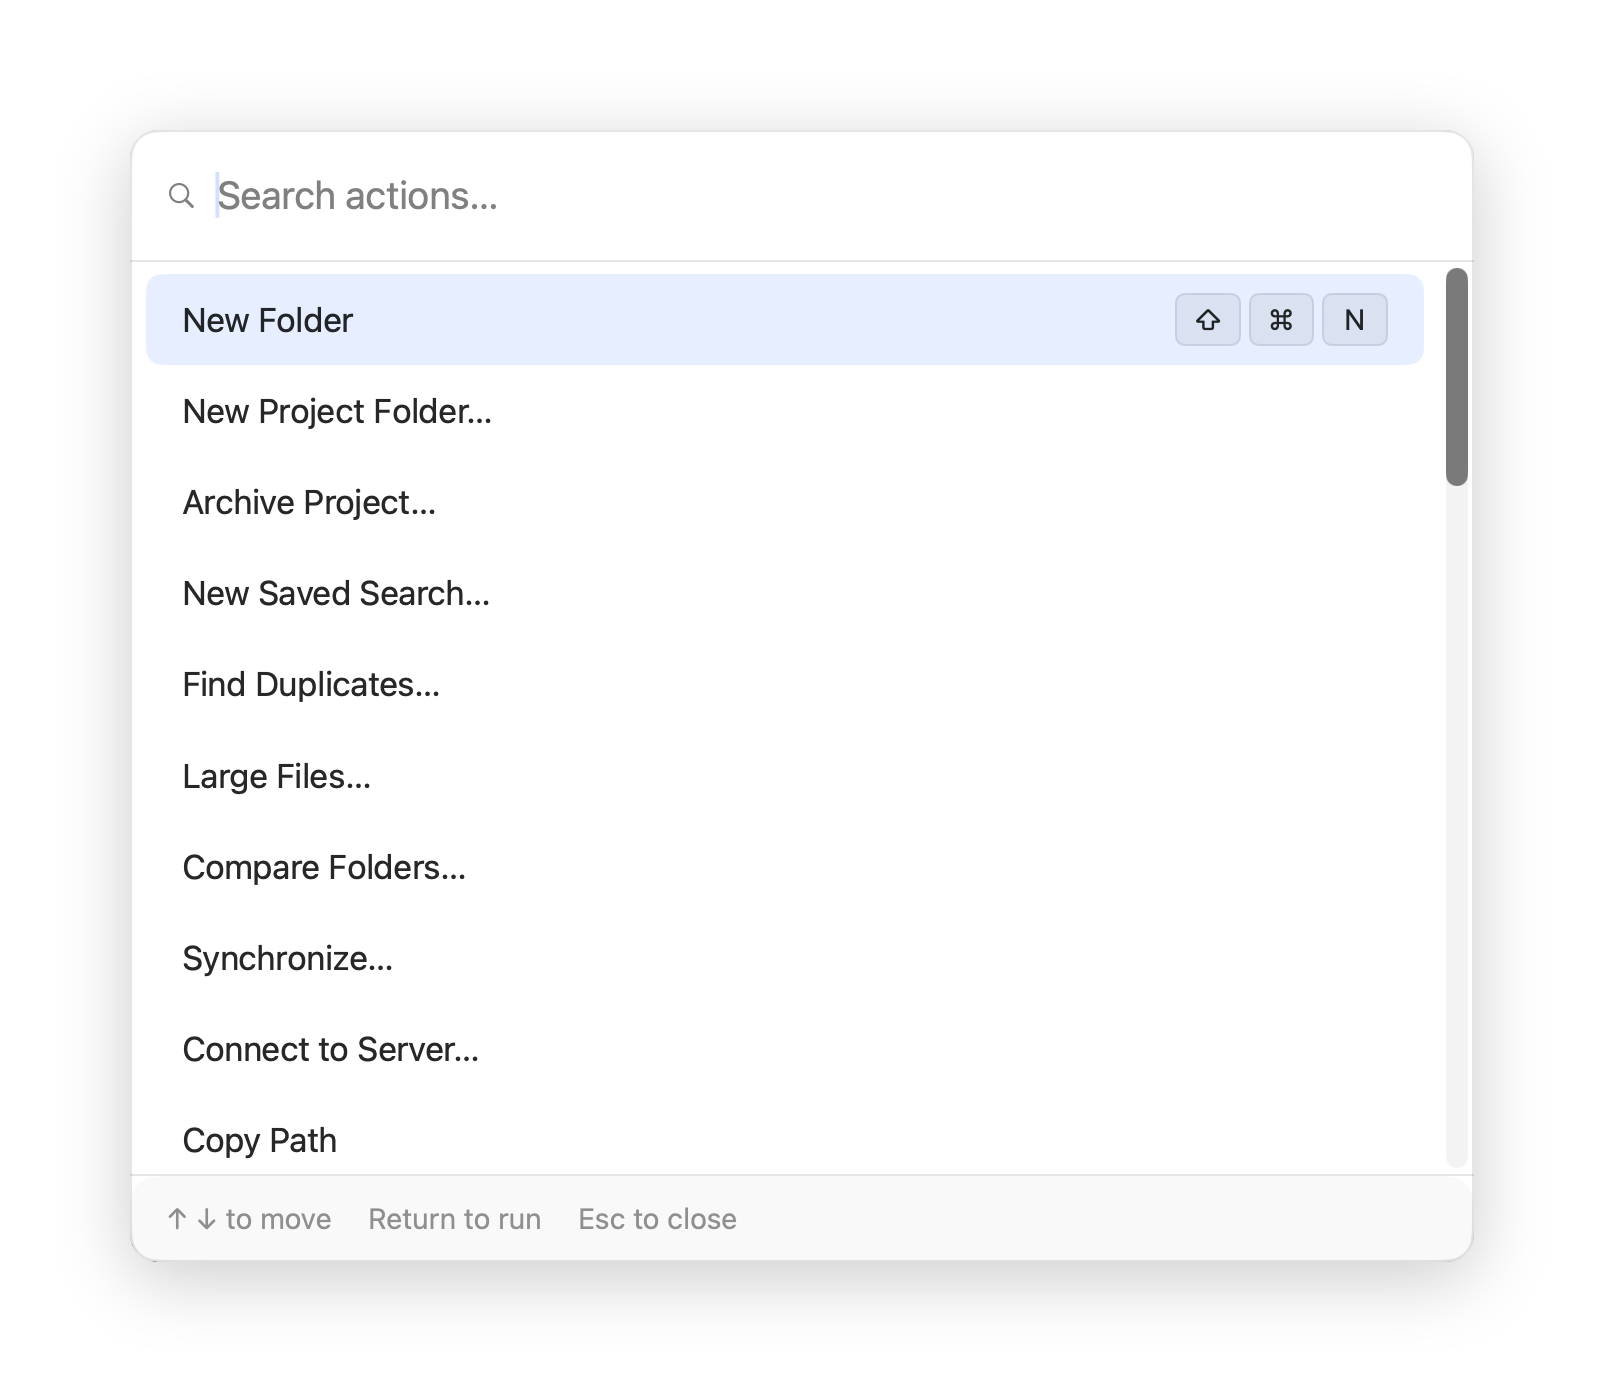 Search actions...
New Folder ⇧ ⌘ N
New Project Folder...
Archive Project...
New Saved Search...
Find Duplicates...
Large Files...
Compare Folders...
Synchronize...
Connect to Server...
Copy Path
↑ ↓ to move Return to run Esc to close